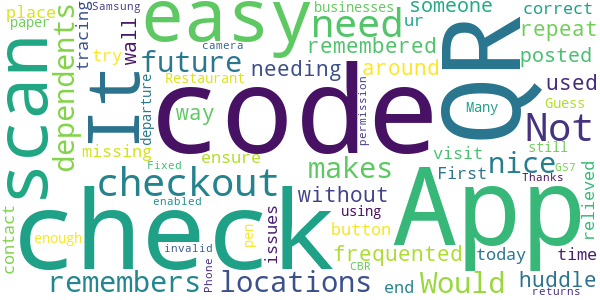 place
paper
tracing
OSamsung
easy
businesses
need
someone
ur
remembered
QR
correct
repeat
posted
scan
dependents
It
wall
try
way
future
camera
Restaurant
needing
around
departure
code
permission
used
Guess
Many
Not
missing
Fixed
ensure
makes
visit
First
nice
still
GS7
Thanks
relieved
contact
checkout
enabled
without
using
check
App
enough
pen
invalid
Phone
issues
button
frequented
CBR
today
time
remembers
locations
end
Would
huddle
returns